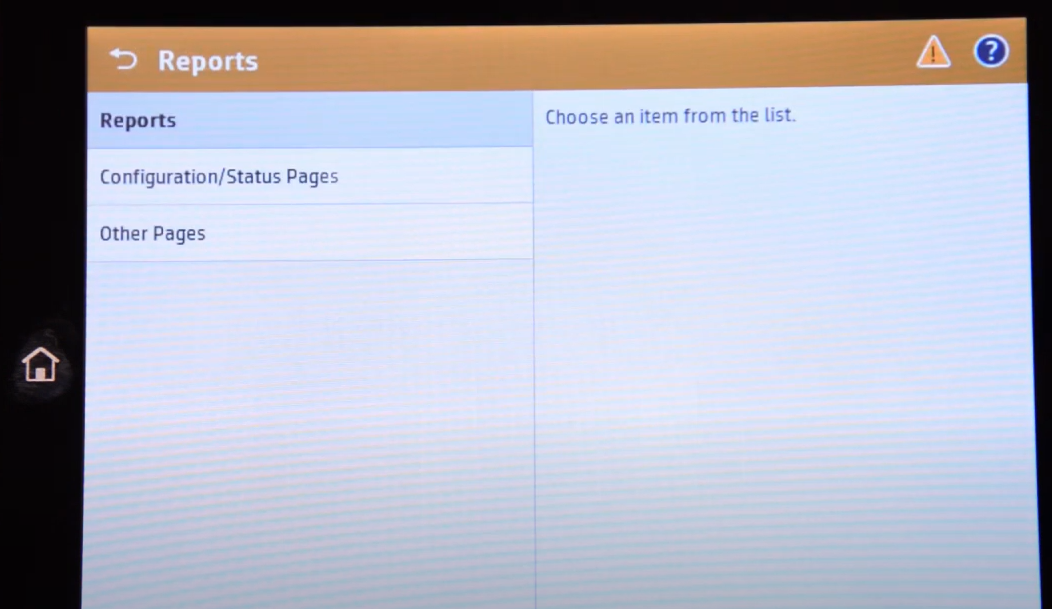 Reports
?
Reports
Choose an item from the list.
Configuration/Status Pages
Other Pages